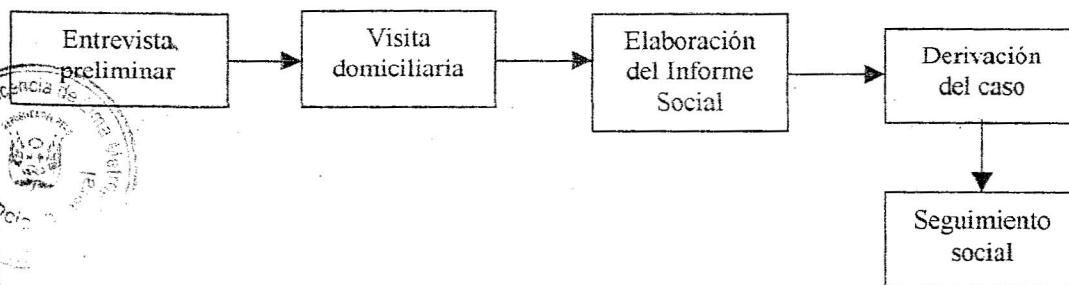 Entrevista
preliminar
Visita
domiciliaria
Elaboración
del Informe
Social
Derivación
del caso
Seguimiento
social